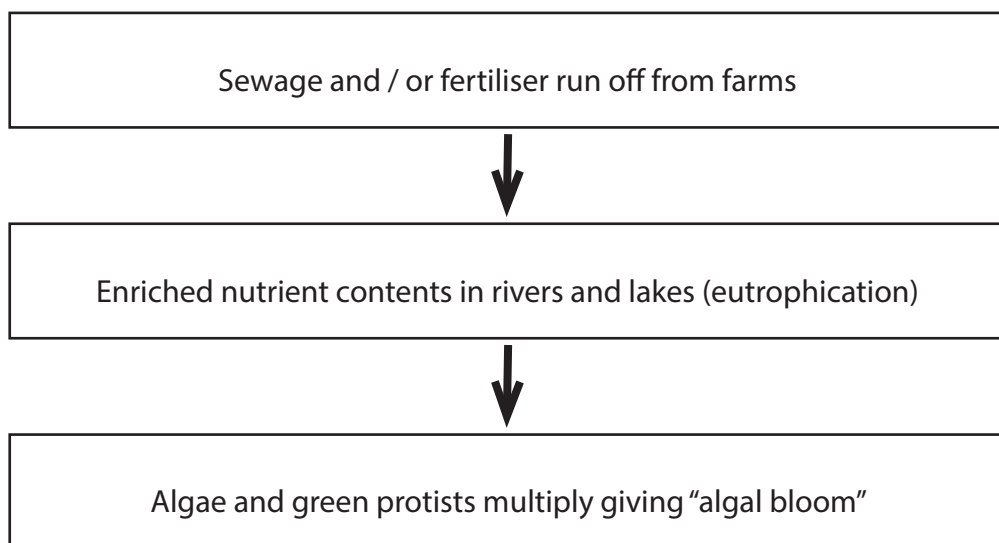 Sewage and / or fertiliser run off from farms
Enriched nutrient contents in rivers and lakes (eutrophication)
Algae and green protists multiply giving “algal bloom”